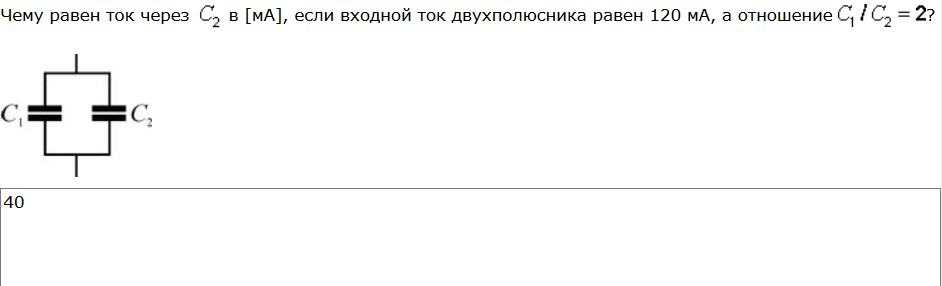 Чему равен ток через C₂ в [мА], если входной ток двухполюсника равен 120 мА, а отношение C₁ / C₂ = 2?
C₁ C₂
40